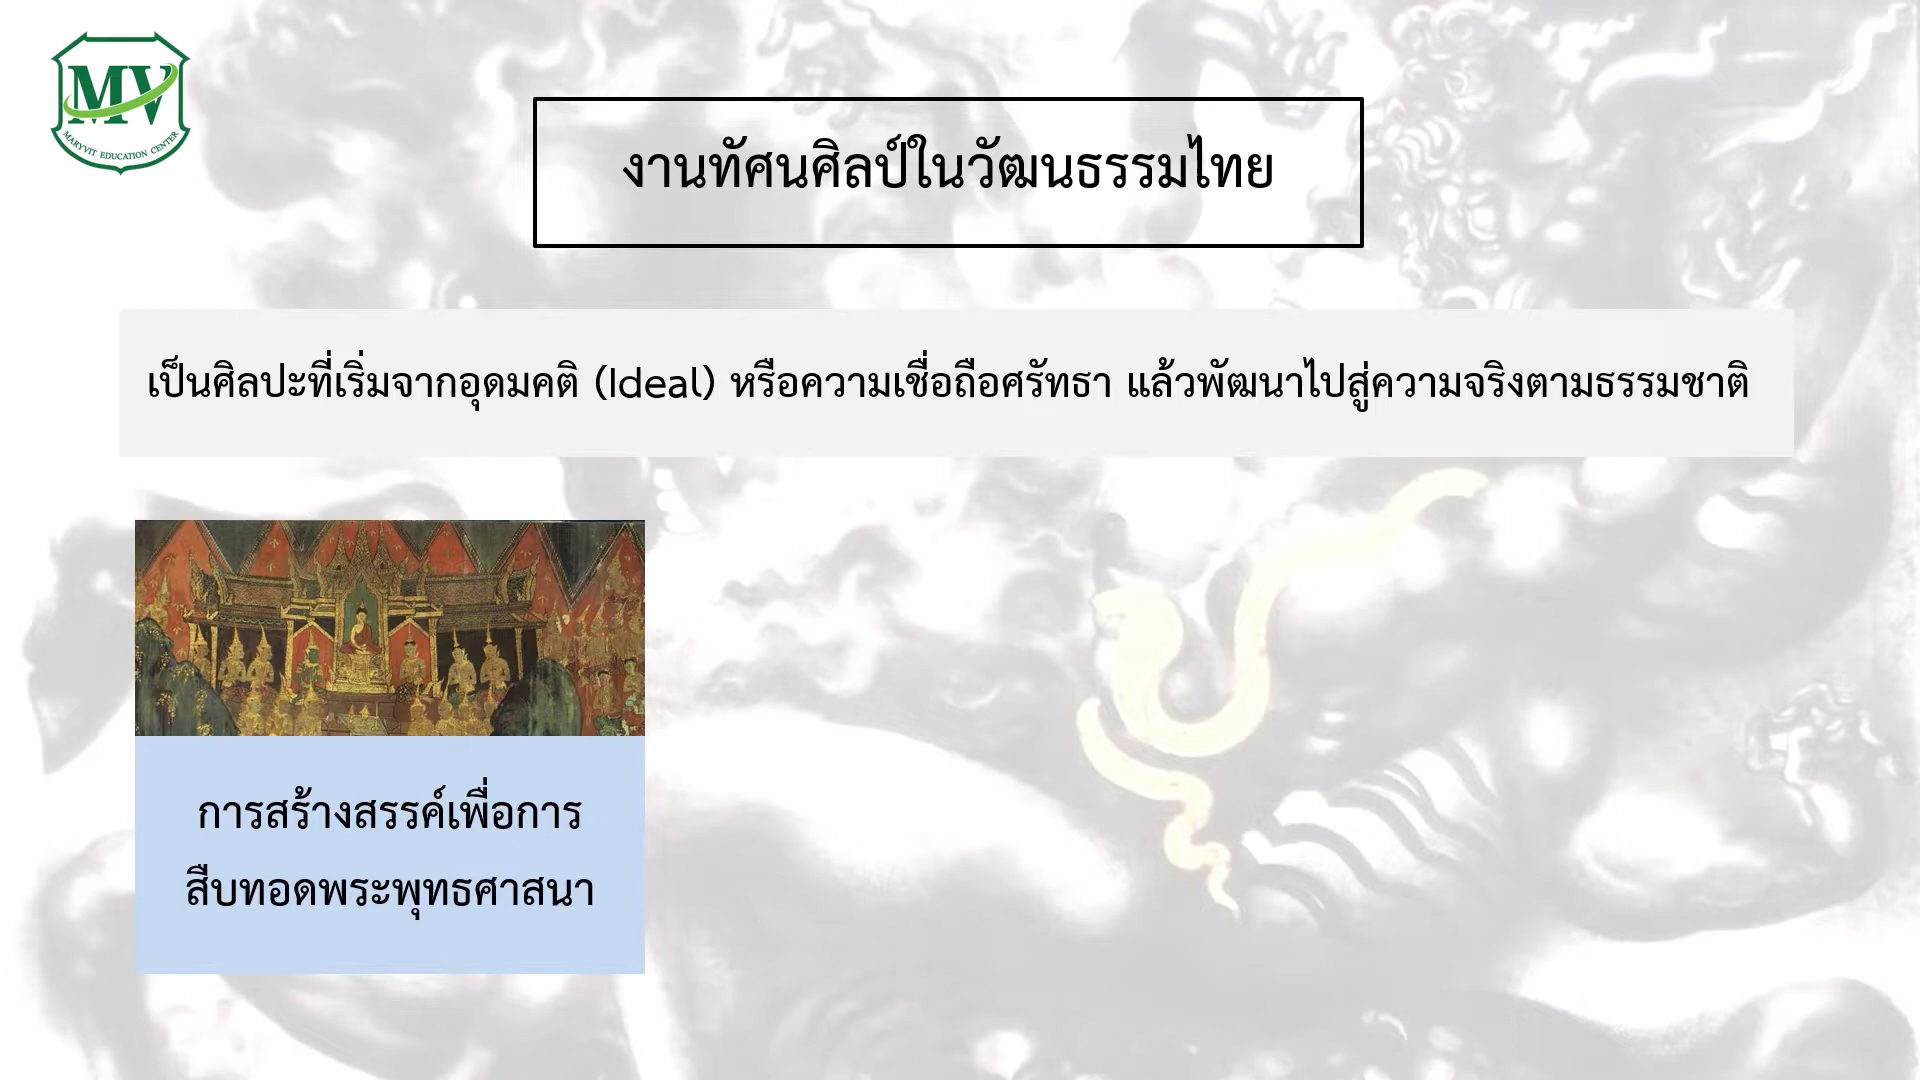 MV
MARYVIT EDUCATION CENTER
งานทัศนศิลป์ในวัฒนธรรมไทย
เป็นศิลปะที่เริ่มจากอุดมคติ (Ideal) หรือความเชื่อถือศรัทธา แล้วพัฒนาไปสู่ความจริงตามธรรมชาติ
การสร้างสรรค์เพื่อการ
สืบทอดพระพุทธศาสนา